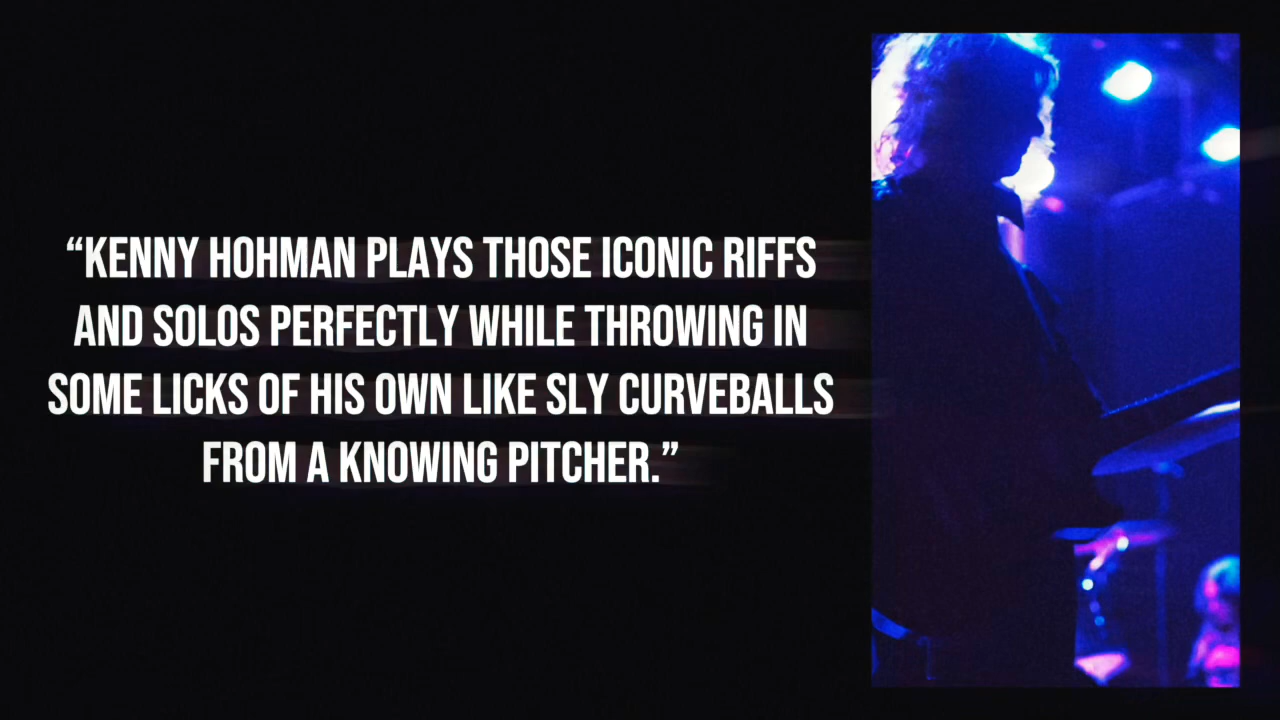 “KENNY HOHMAN PLAYS THOSE ICONIC RIFFS
AND SOLOS PERFECTLY WHILE THROWING IN
SOME LICKS OF HIS OWN LIKE SLY CURVEBALLS
FROM A KNOWING PITCHER.”